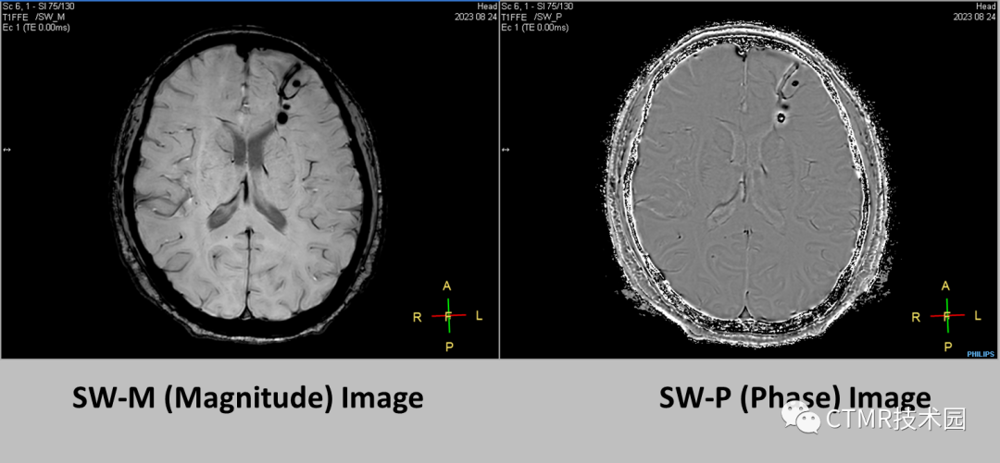 Sc 6, 1 - SI 75/130
T1FFE /SW_M
Ec 1 (TE 0.00ms)
Head
2023 08 24
A
R F L
P
Sc 6, 1 - SI 75/130
T1FFE /SW_P
Ec 1 (TE 0.00ms)
Head
2023 08 24
A
R F L
P
PHILIPS
SW-M (Magnitude) Image
SW-P (Phase) Image
CTMR技术园